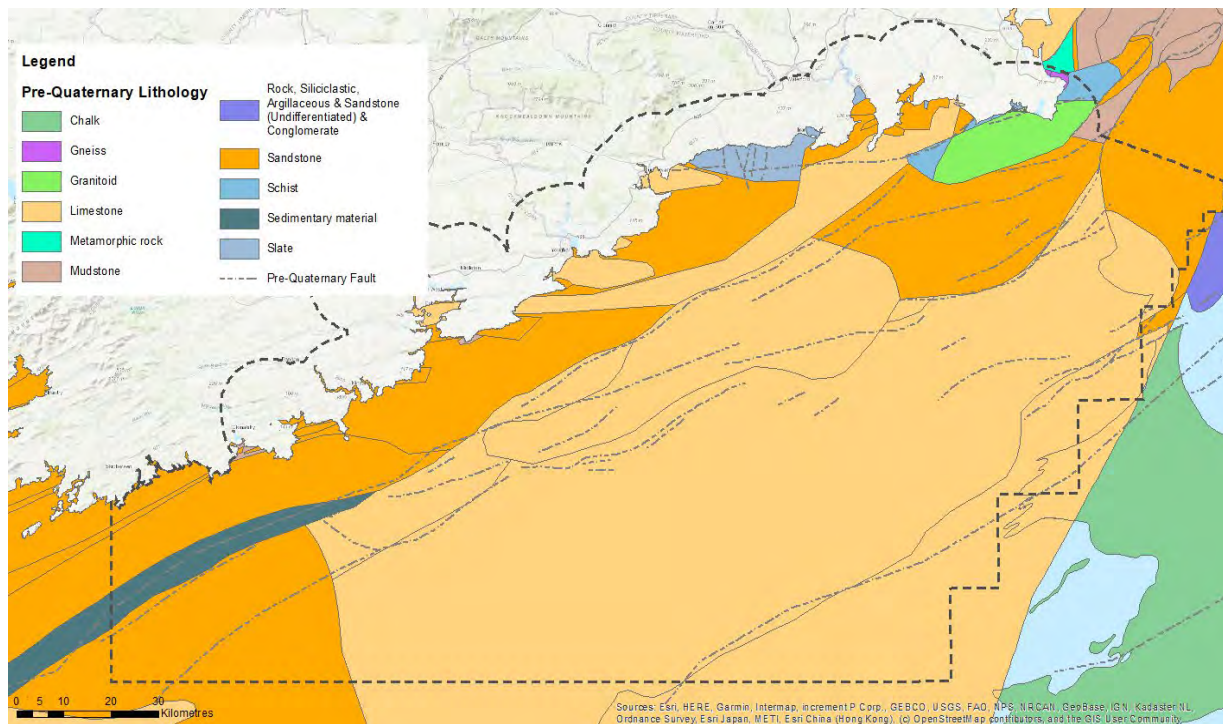 Legend
Pre-Quaternary Lithology
Chalk
Gneiss
Granitoid
Limestone
Metamorphic rock
Mudstone
Rock, Siliciclastic,
Argillaceous & Sandstone
(Undifferentiated) &
Conglomerate
Sandstone
Schist
Sedimentary material
Slate
Pre-Quaternary Fault
0 5 10 20 30
Kilometres
Sources: Esri, HERE, Garmin, Intermap, increment P Corp., GEBCO, USGS, FAO, NPS, NRCAN, GeoBase, IGN, Kadaster NL,
Ordnance Survey, Esri Japan, METI, Esri China (Hong Kong), (c) OpenStreetMap contributors, and the GIS User Community